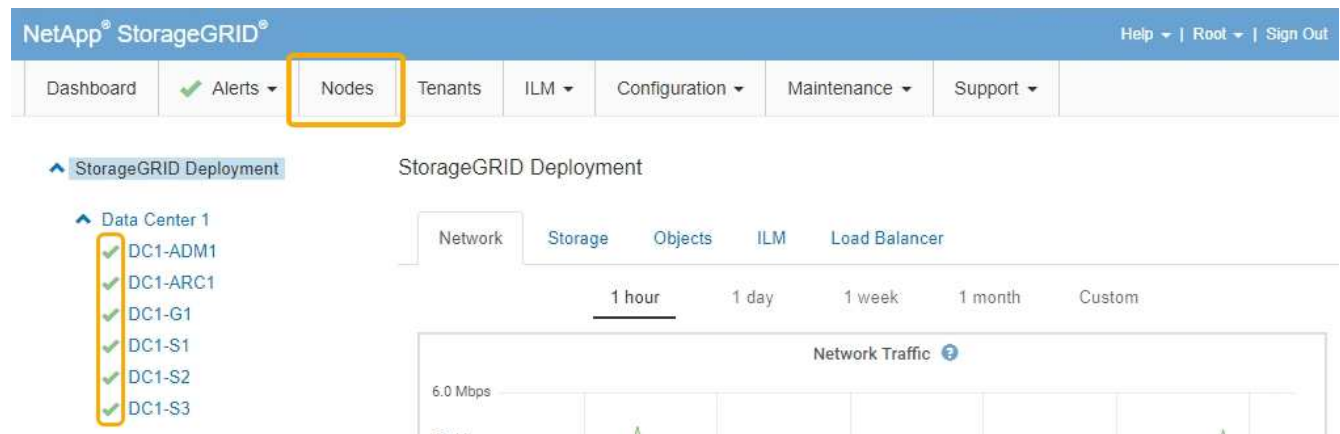 NetApp® StorageGRID®
Help | Root | Sign Out
Dashboard Alerts Nodes Tenants ILM Configuration Maintenance Support
StorageGRID Deployment
Data Center 1
DC1-ADM1
DC1-ARC1
DC1-G1
DC1-S1
DC1-S2
DC1-S3
StorageGRID Deployment
Network Storage Objects ILM Load Balancer
1 hour 1 day 1 week 1 month Custom
Network Traffic ?
6.0 Mbps